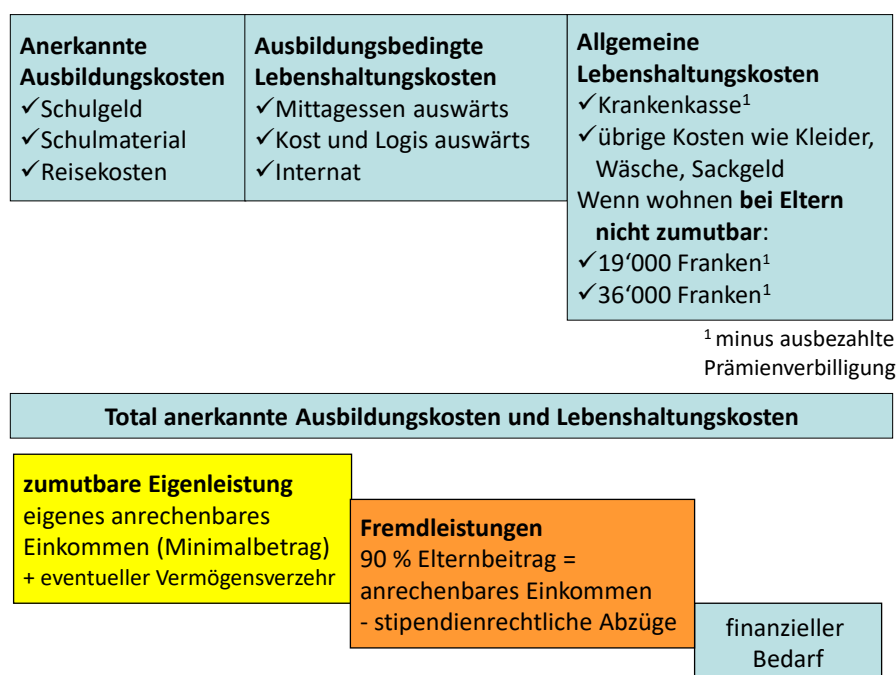 Anerkannte
Ausbildungskosten
✓Schulgeld
✓Schulmaterial
✓Reisekosten
Ausbildungsbedingte
Lebenshaltungskosten
✓Mittagessen auswärts
✓Kost und Logis auswärts
✓Internat
Allgemeine
Lebenshaltungskosten
✓Krankenkasse¹
✓übrige Kosten wie Kleider,
Wäsche, Sackgeld
Wenn wohnen bei Eltern
nicht zumutbar:
✓19'000 Franken¹
✓36‘000 Franken¹
¹ minus ausbezahlte
Prämienverbilligung
Total anerkannte Ausbildungskosten und Lebenshaltungskosten
zumutbare Eigenleistung
eigenes anrechenbares
Einkommen (Minimalbetrag)
+ eventueller Vermögensverzehr
Fremdleistungen
90 % Elternbeitrag =
anrechenbares Einkommen
- stipendienrechtliche Abzüge
finanzieller
Bedarf